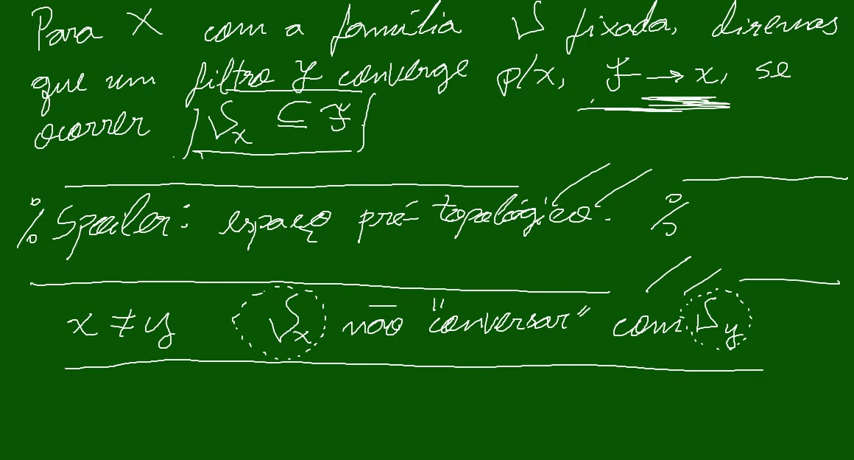 Para X com a família 𝒱 fixada, diremos
que um filtro ℱ converge p/x, ℱ → x, se
ocorrer 𝒱ₓ ⊆ ℱ
% Spoiler: espaço pré-topológico. %
x ≠ y 𝒱ₓ não "conversar" com 𝒱_y